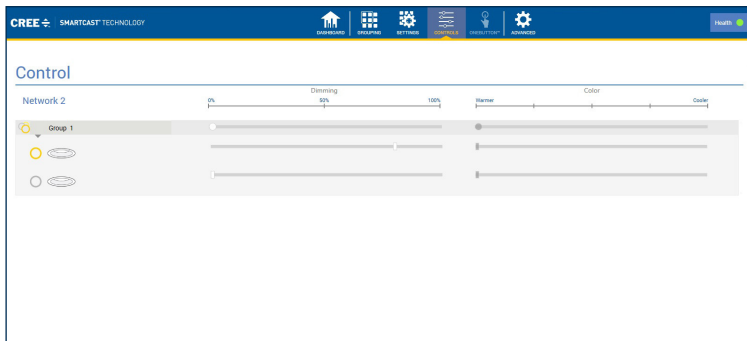 CREE SMARTCAST® TECHNOLOGY
DASHBOARD GROUPING SETTINGS CONTROLS ONEBUTTON™ ADVANCED
Health
Control
Dimming Color
Network 2
0% 50% 100% Warmer Cooler
Group 1